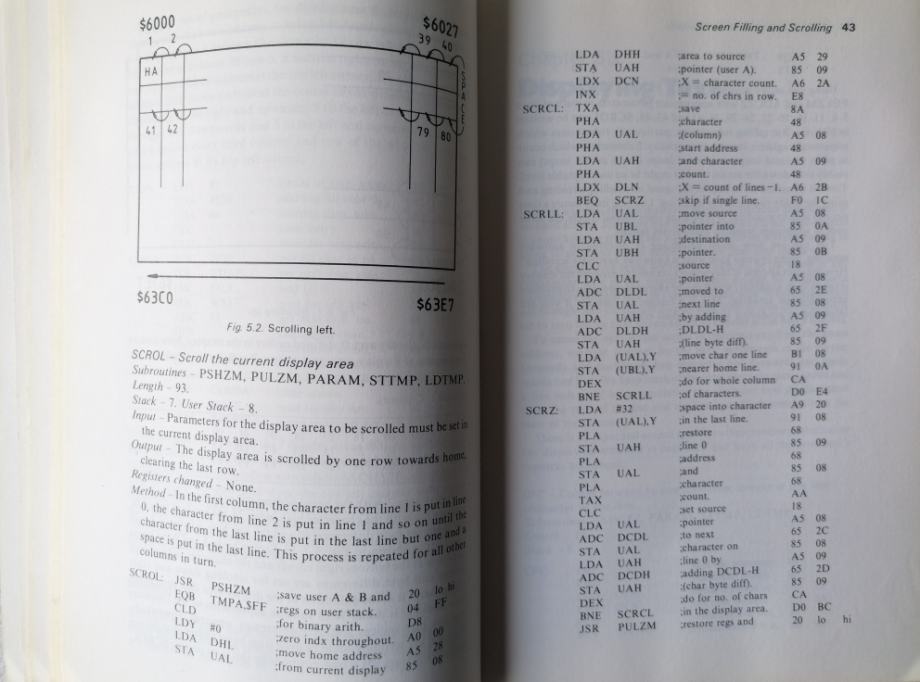 $6000
$6027
1 2
39 40
HA
SPACE
41 42
79 80
$63C0
$63E7
Fig. 5.2. Scrolling left.
SCROL – Scroll the current display area
Subroutines – PSHZM, PULZM, PARAM, STTMP, LDTMP.
Length – 93.
Stack – 7. User Stack – 8.
Input – Parameters for the display area to be scrolled must be set in
the current display area.
Output – The display area is scrolled by one row towards home,
clearing the last row.
Registers changed – None.
Method – In the first column, the character from line 1 is put in line
0, the character from line 2 is put in line 1 and so on until the
character from the last line is put in the last line but one and a
space is put in the last line. This process is repeated for all other
columns in turn.
SCROL: JSR PSHZM ;save user A & B and 20 lo hi
EQB TMPA,$FF ;regs on user stack. 04 FF
CLD ;for binary arith. D8
LDY #0 ;zero indx throughout. A0 00
LDA DHL ;move home address A5 28
STA UAL ;from current display 85 08
Screen Filling and Scrolling 43
LDA DHH ;area to source A5 29
STA UAH ;pointer (user A). 85 09
LDX DCN ;X = character count. A6 2A
INX ;= no. of chrs in row. E8
SCRCL: TXA ;save 8A
PHA ;character 48
LDA UAL ;(column) A5 08
PHA ;start address 48
LDA UAH ;and character A5 09
PHA ;count. 48
LDX DLN ;X = count of lines –1. A6 2B
BEQ SCRZ ;skip if single line. F0 1C
SCRLL: LDA UAL ;move source A5 08
STA UBL ;pointer into 85 0A
LDA UAH ;destination A5 09
STA UBH ;pointer. 85 0B
CLC ;source 18
LDA UAL ;pointer A5 08
ADC DLDL ;moved to 65 2E
STA UAL ;next line 85 08
LDA UAH ;by adding A5 09
ADC DLDH ;DLDL-H 65 2F
STA UAH ;(line byte diff). 85 09
LDA (UAL),Y ;move char one line B1 08
STA (UBL),Y ;nearer home line. 91 0A
DEX ;do for whole column CA
BNE SCRLL ;of characters. D0 E4
SCRZ: LDA #32 ;space into character A9 20
STA (UAL),Y ;in the last line. 91 08
PLA ;restore 68
STA UAH ;line 0 85 09
PLA ;address 68
STA UAL ;and 85 08
PLA ;character 68
TAX ;count. AA
CLC ;set source 18
LDA UAL ;pointer A5 08
ADC DCDL ;to next 65 2C
STA UAL ;character on 85 08
LDA UAH ;line 0 by A5 09
ADC DCDH ;adding DCDL-H 65 2D
STA UAH ;(char byte diff). 85 09
DEX ;do for no. of chars CA
BNE SCRCL ;in the display area. D0 BC
JSR PULZM ;restore regs and 20 lo hi